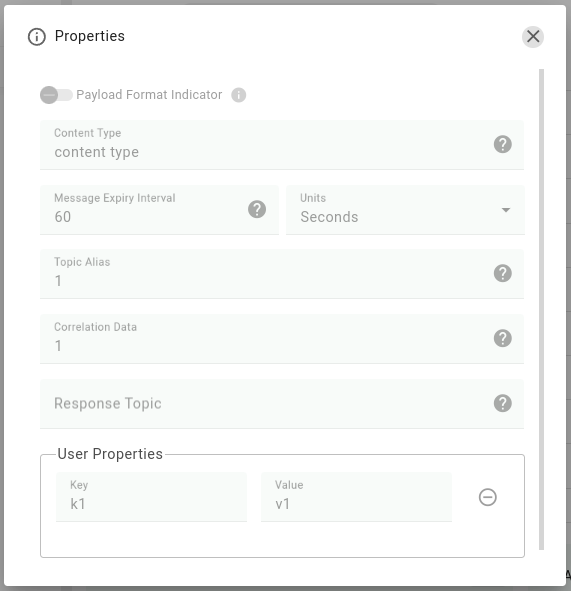 Properties
Payload Format Indicator
Content Type
content type
Message Expiry Interval
60
Units
Seconds
Topic Alias
1
Correlation Data
1
Response Topic
User Properties
Key
k1
Value
v1